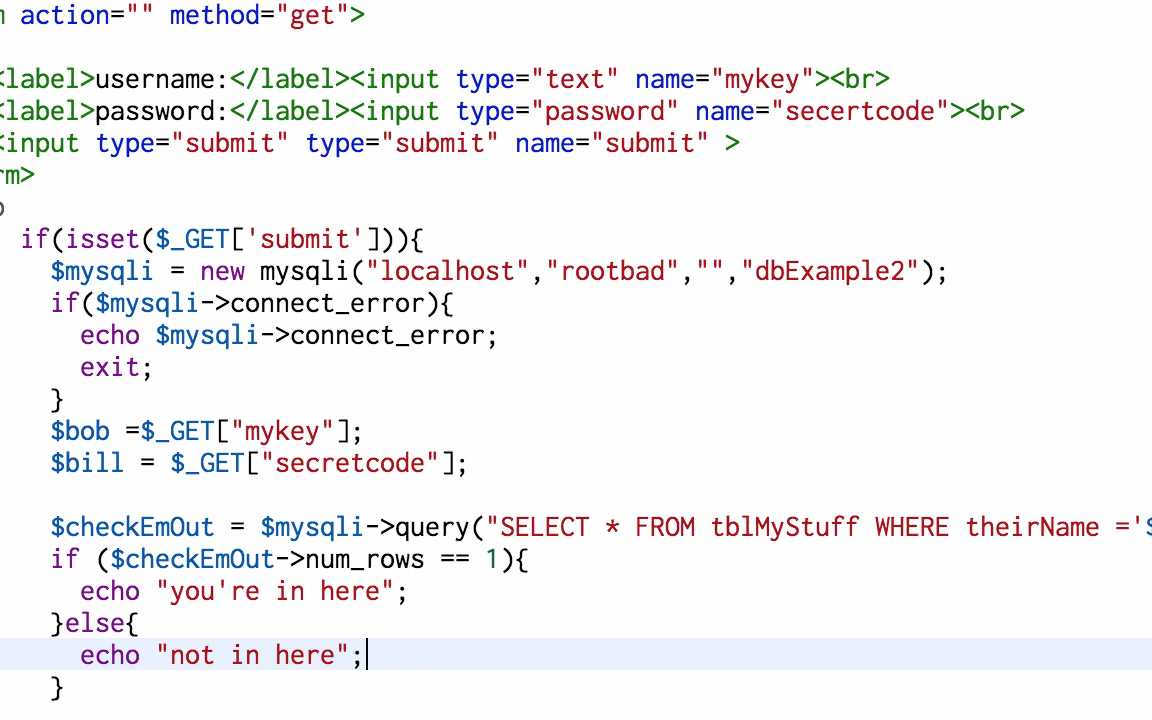 action="" method="get">
<label>username:</label><input type="text" name="mykey"><br>
<label>password:</label><input type="password" name="secertcode"><br>
<input type="submit" type="submit" name="submit" >
rm>
if(isset($_GET['submit'])){
$mysqli = new mysqli("localhost","rootbad","","dbExample2");
if($mysqli->connect_error){
echo $mysqli->connect_error;
exit;
}
$bob =$_GET["mykey"];
$bill = $_GET["secretcode"];
$checkEmOut = $mysqli->query("SELECT * FROM tblMyStuff WHERE theirName ='$
if ($checkEmOut->num_rows == 1){
echo "you're in here";
}else{
echo "not in here";
}